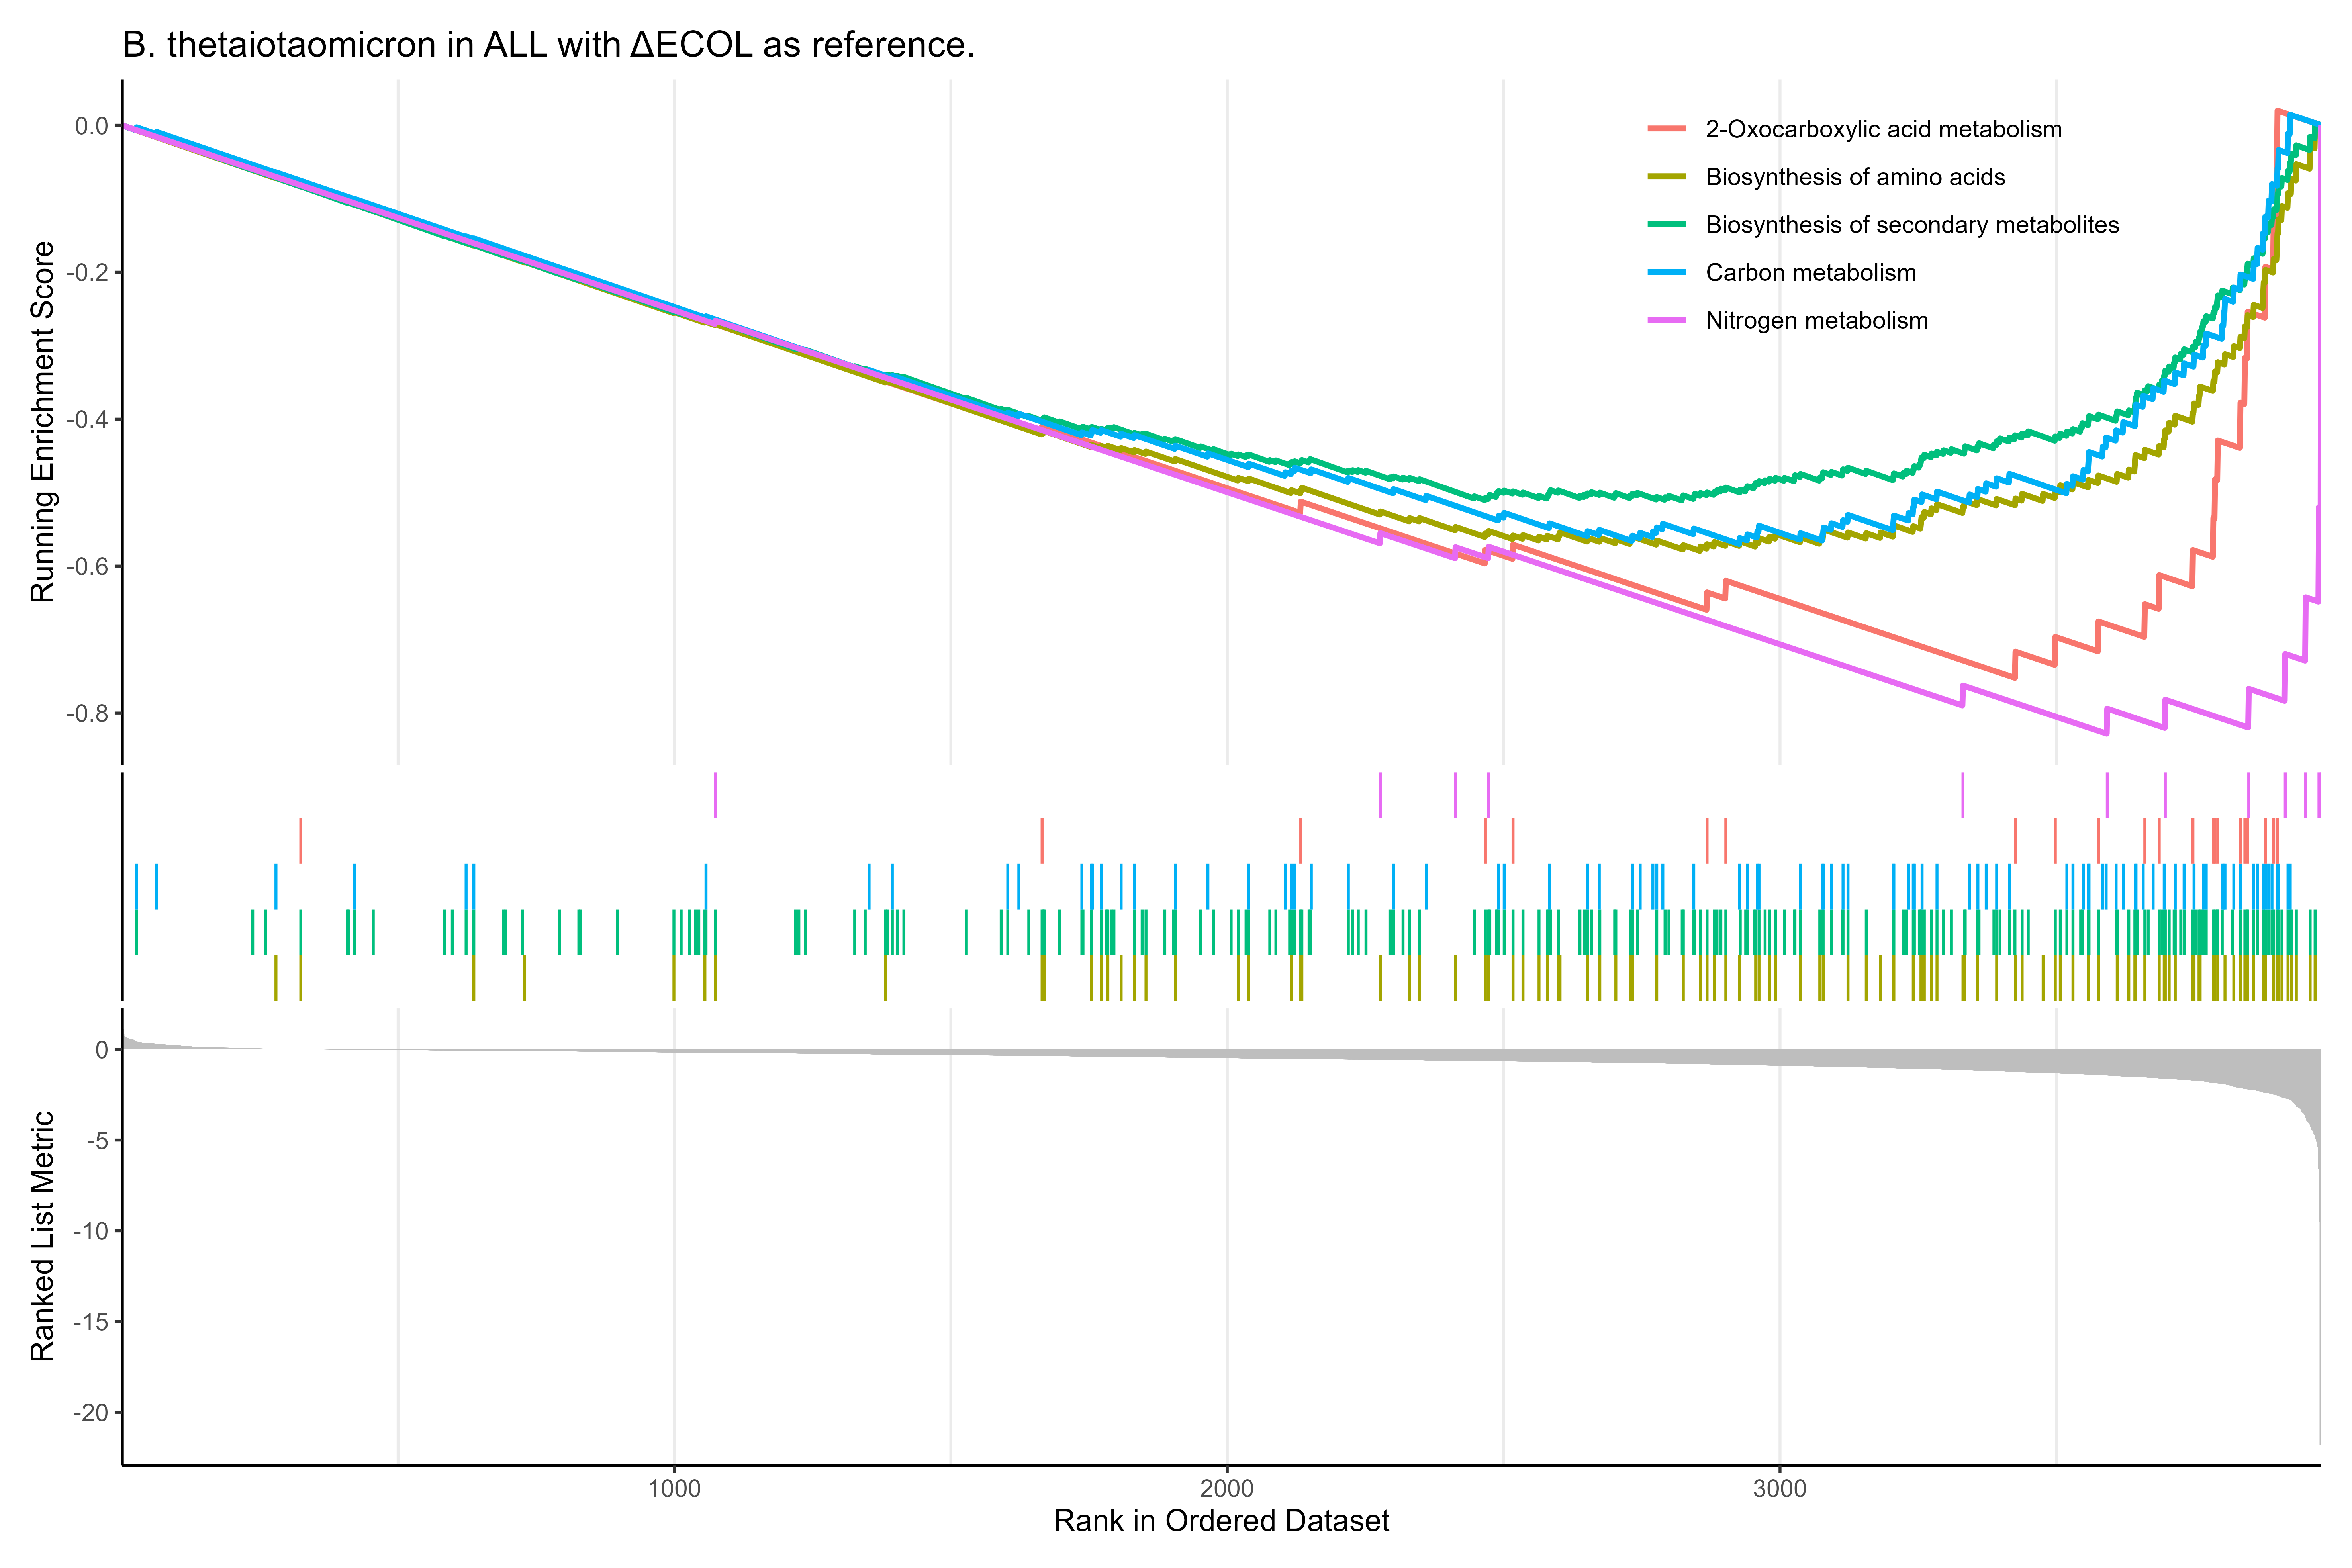 B. thetaiotaomicron in ALL with ΔECOL as reference.
Running Enrichment Score
0.0
-0.2
-0.4
-0.6
-0.8
2-Oxocarboxylic acid metabolism
Biosynthesis of amino acids
Biosynthesis of secondary metabolites
Carbon metabolism
Nitrogen metabolism
Ranked List Metric
0
-5
-10
-15
-20
1000
2000
3000
Rank in Ordered Dataset